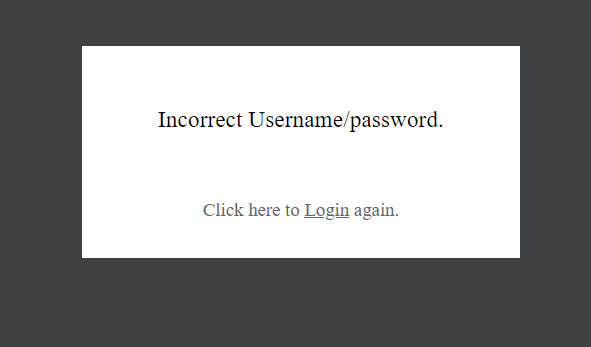 Incorrect Username/password.
Click here to Login again.